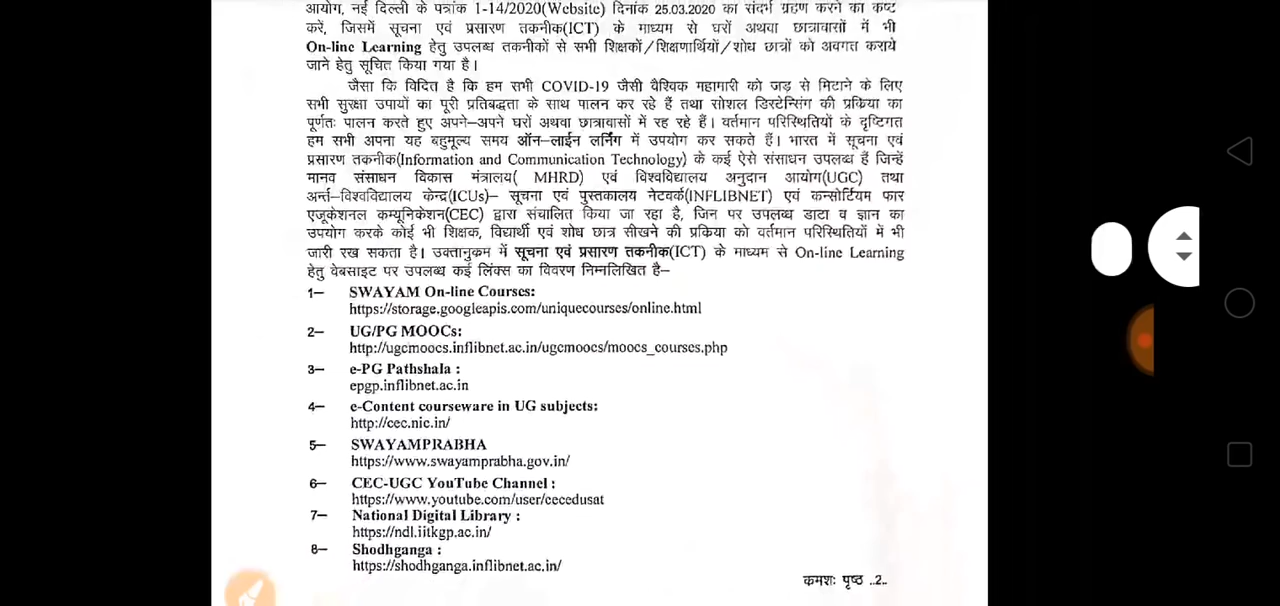 आयोग, नई दिल्ली के पत्रांक 1-14/2020(Website) दिनांक 25.03.2020 का संदर्भ ग्रहण करने का कष्ट
करें, जिसमें सूचना एवं प्रसारण तकनीक(ICT) के माध्यम से घरों अथवा छात्रावासों में भी
On-line Learning हेतु उपलब्ध तकनीकों से सभी शिक्षकों/शिक्षणार्थियों/शोध छात्रों को अवगत कराये
जाने हेतु सूचित किया गया है।
जैसा कि विदित है कि हम सभी COVID-19 जैसी वैश्विक महामारी को जड़ से मिटाने के लिए
सभी सुरक्षा उपायों का पूरी प्रतिबद्धता के साथ पालन कर रहे हैं तथा सोशल डिस्टेन्सिंग की प्रकिया का
पूर्णतः पालन करते हुए अपने–अपने घरों अथवा छात्रावासों में रह रहे हैं। वर्तमान परिस्थितियों के दृष्टिगत
हम सभी अपना यह बहुमूल्य समय ऑन–लाईन लर्निंग में उपयोग कर सकते हैं। भारत में सूचना एवं
प्रसारण तकनीक(Information and Communication Technology) के कई ऐसे संसाधन उपलब्ध हैं जिन्हें
मानव संसाधन विकास मंत्रालय( MHRD) एवं विश्वविद्यालय अनुदान आयोग(UGC) तथा
अर्न्त–विश्वविद्यालय केन्द्र(ICUs)– सूचना एवं पुस्तकालय नेटवर्क(INFLIBNET) एवं कन्सोर्टियम फार
एजूकेशनल कम्यूनिकेशन(CEC) द्वारा संचालित किया जा रहा है, जिन पर उपलब्ध डाटा व ज्ञान का
उपयोग करके कोई भी शिक्षक, विद्यार्थी एवं शोध छात्र सीखने की प्रकिया को वर्तमान परिस्थितियों में भी
जारी रख सकता है। उक्तानुकम में सूचना एवं प्रसारण तकनीक(ICT) के माध्यम से On-line Learning
हेतु वेबसाइट पर उपलब्ध कई लिंक्स का विवरण निम्नलिखित है–
1– SWAYAM On-line Courses:
https://storage.googleapis.com/uniquecourses/online.html
2– UG/PG MOOCs:
http://ugcmoocs.inflibnet.ac.in/ugcmoocs/moocs_courses.php
3– e-PG Pathshala :
epgp.inflibnet.ac.in
4– e-Content courseware in UG subjects:
http://cec.nic.in/
5– SWAYAMPRABHA
https://www.swayamprabha.gov.in/
6– CEC-UGC YouTube Channel :
https://www.youtube.com/user/cecedusat
7– National Digital Library :
https://ndl.iitkgp.ac.in/
8– Shodhganga :
https://shodhganga.inflibnet.ac.in/
कमशः पृष्ठ ..2..